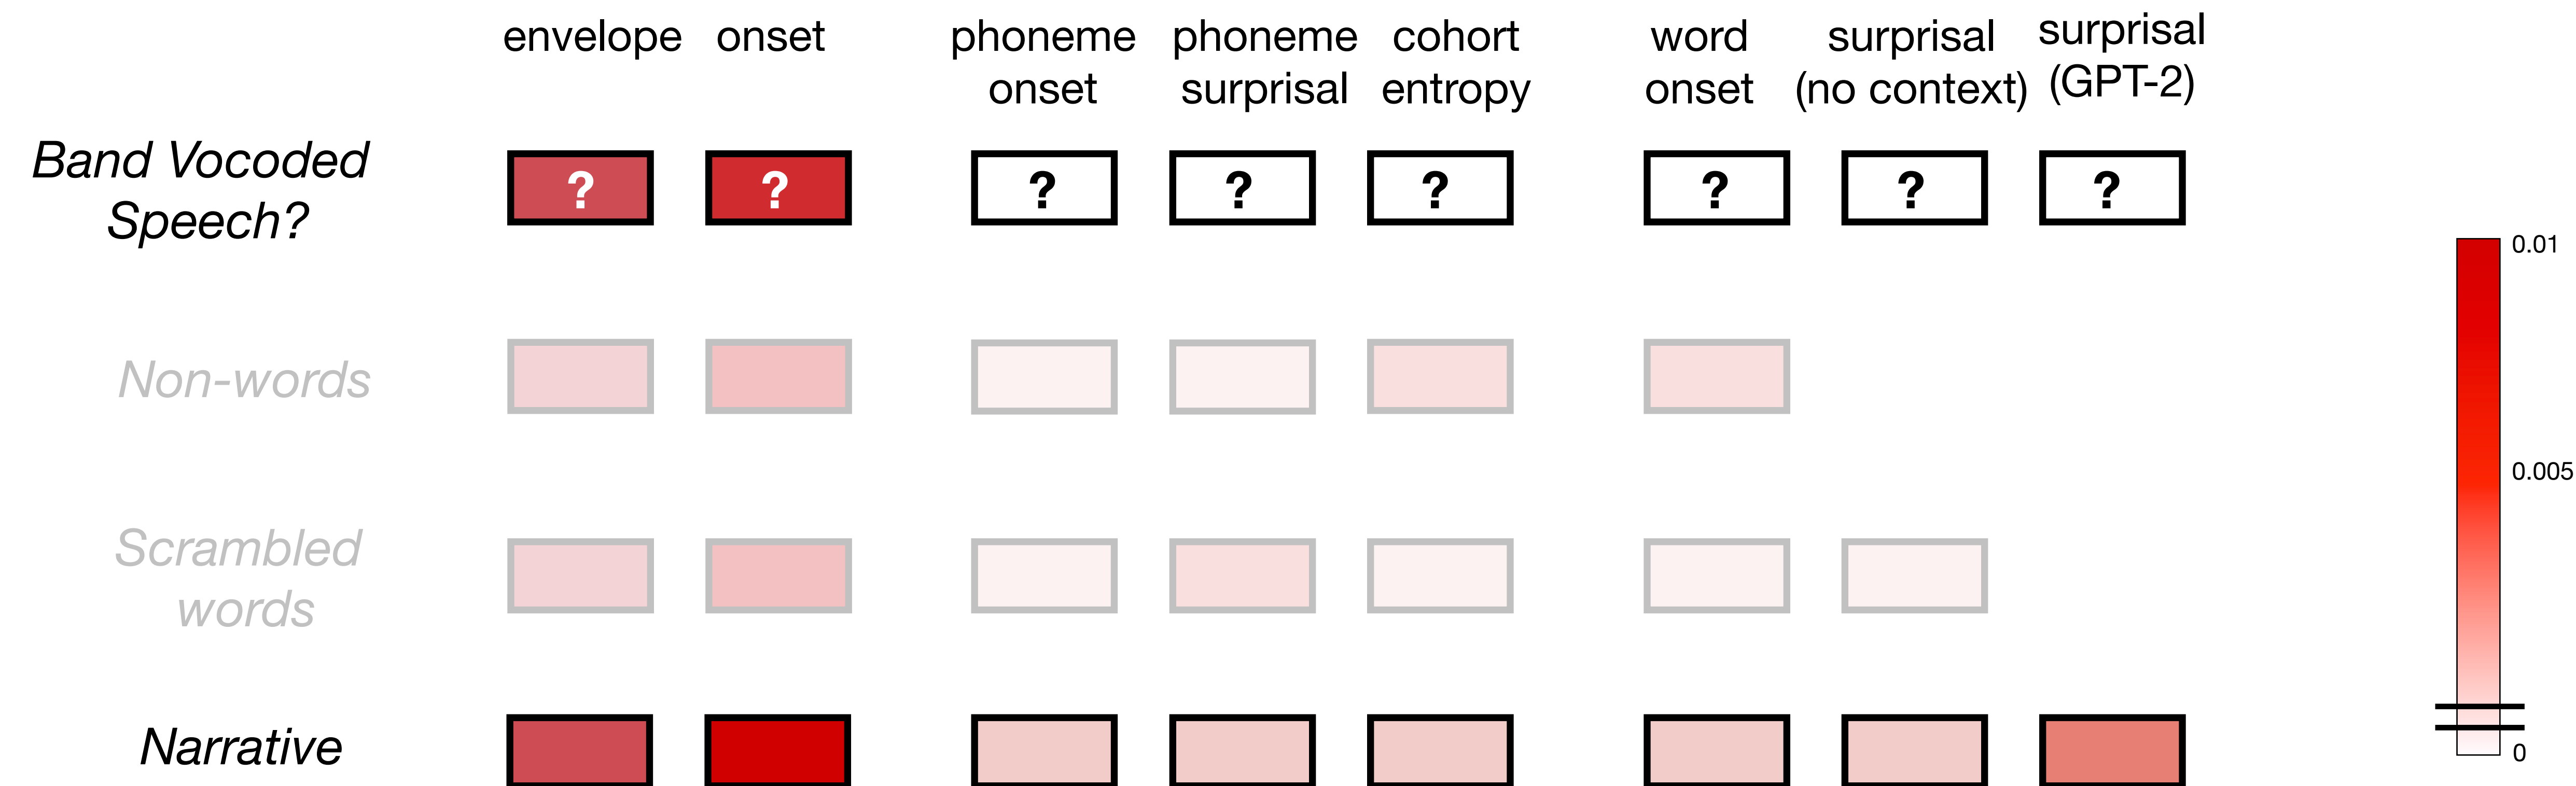 envelope onset phoneme phoneme cohort word surprisal surprisal
onset surprisal entropy onset (no context) (GPT-2)
Band Vocoded
Speech?
? ? ? ? ? ? ? ?
0.01
Non-words
0.005
Scrambled
words
Narrative
0